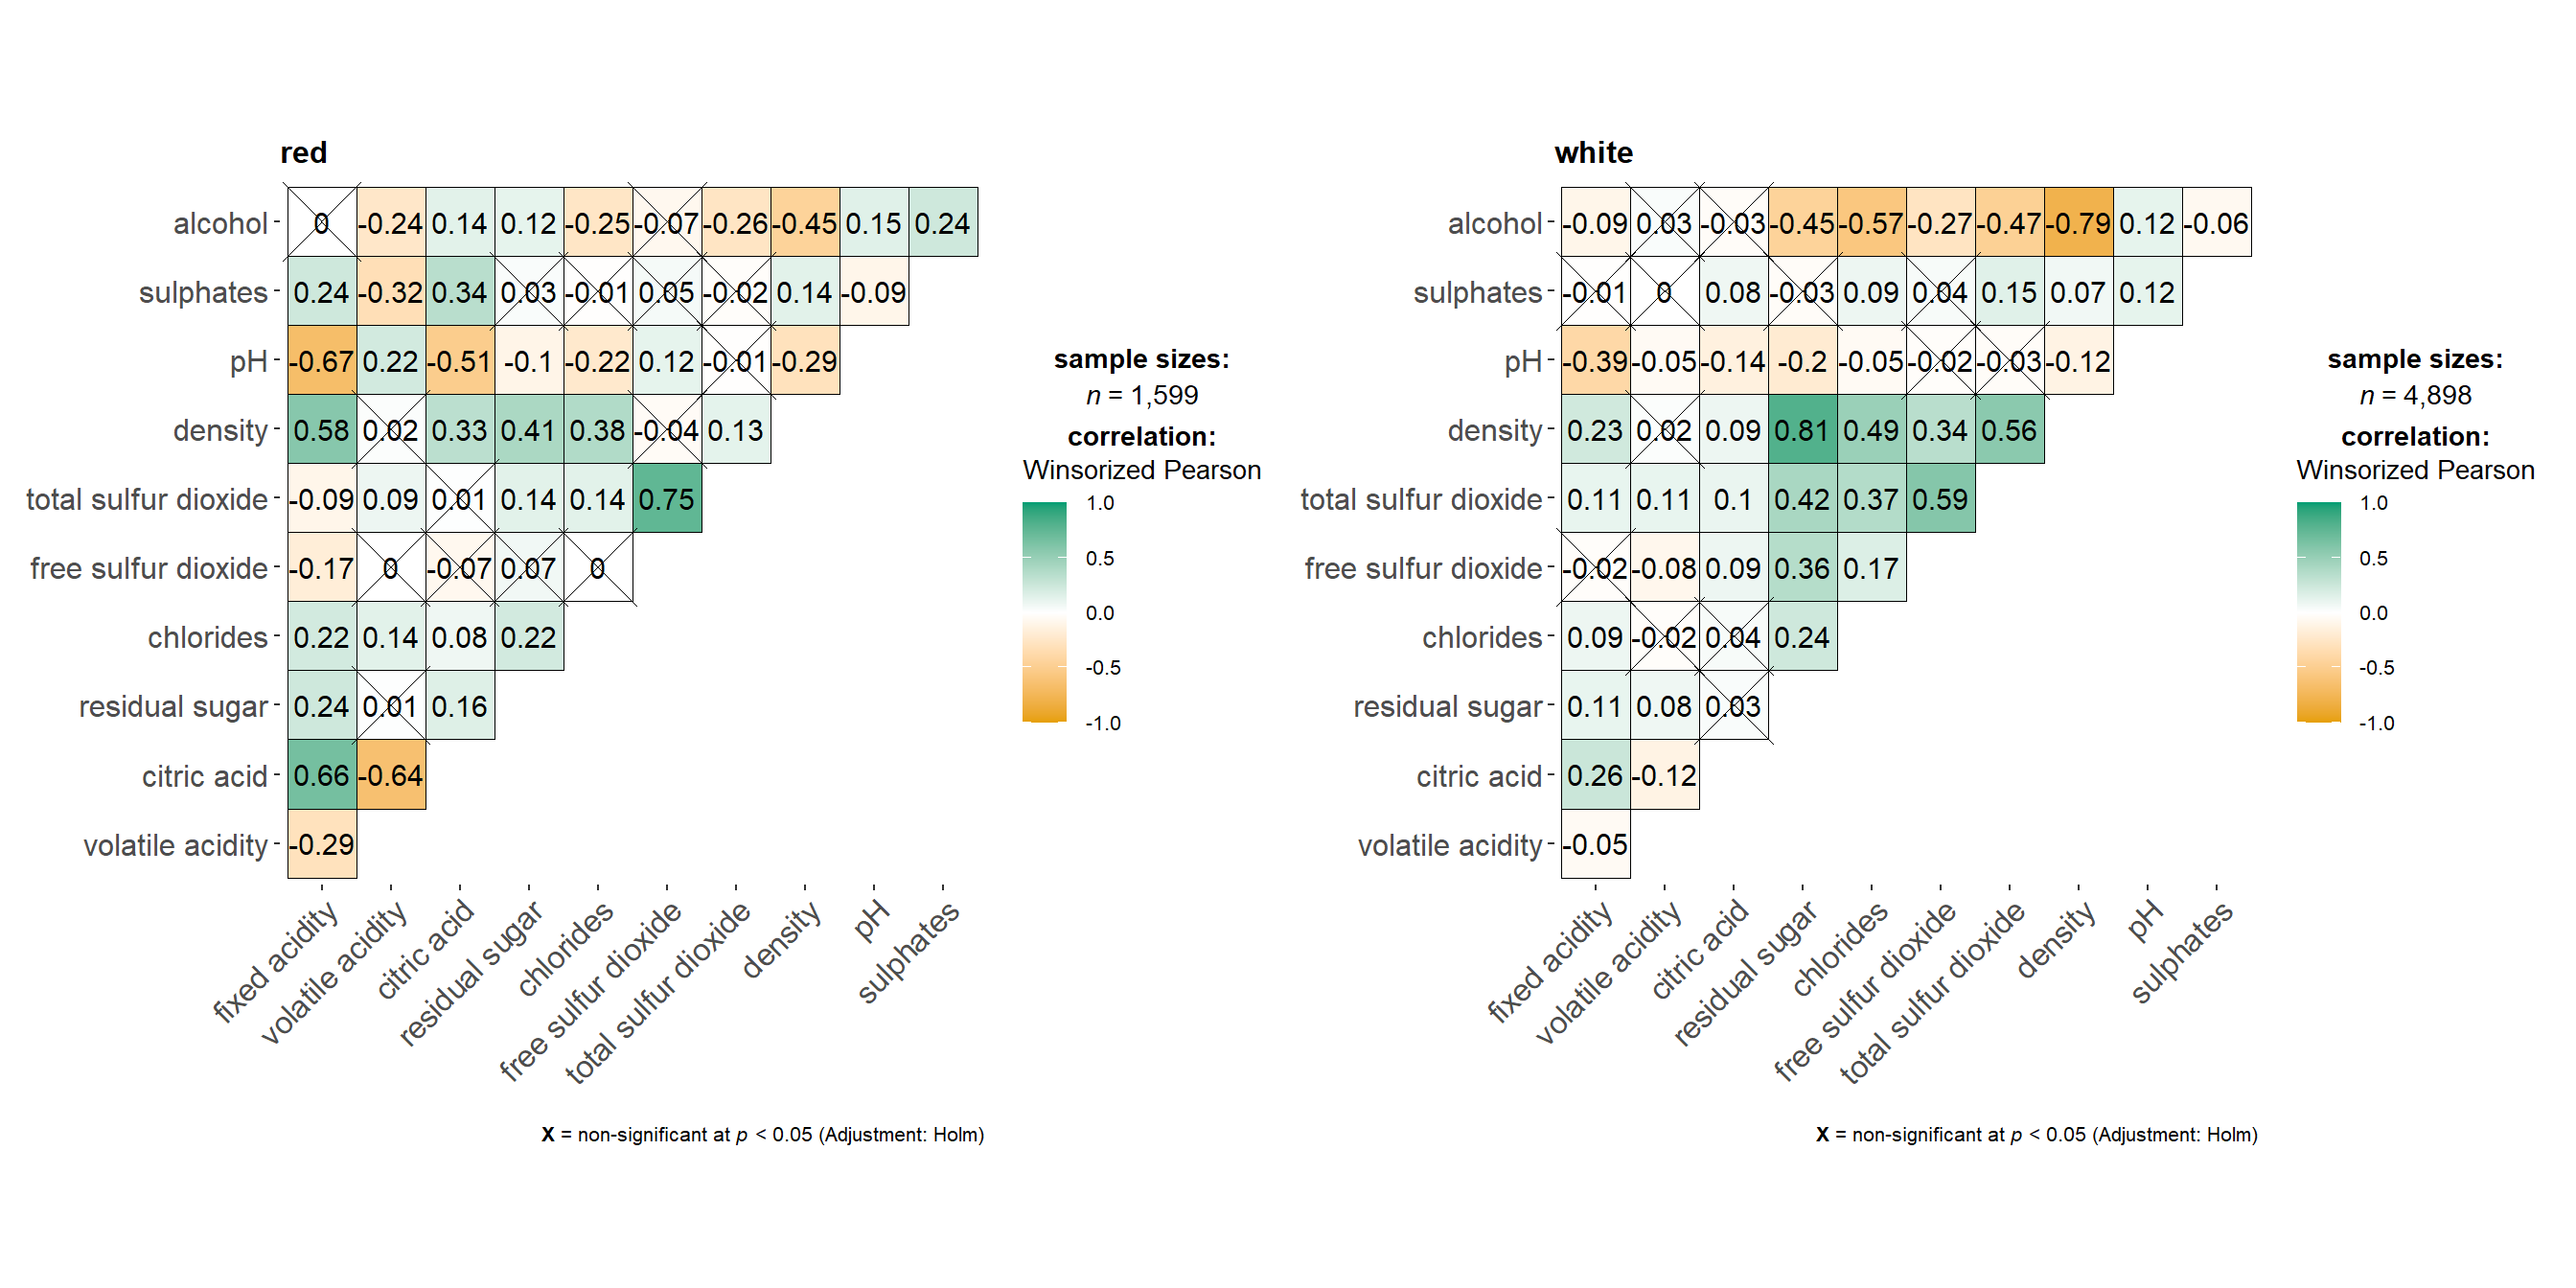 red
alcohol 0 -0.24 0.14 0.12 -0.25 -0.07 -0.26 -0.45 0.15 0.24
sulphates 0.24 -0.32 0.34 0.03 -0.01 0.05 -0.02 0.14 -0.09
pH -0.67 0.22 -0.51 -0.1 -0.22 0.12 -0.01 -0.29
density 0.58 0.02 0.33 0.41 0.38 -0.04 0.13
total sulfur dioxide -0.09 0.09 0.01 0.14 0.14 0.75
free sulfur dioxide -0.17 0 -0.07 0.07 0
chlorides 0.22 0.14 0.08 0.22
residual sugar 0.24 0.01 0.16
citric acid 0.66 -0.64
volatile acidity -0.29
fixed acidity
volatile acidity
citric acid
residual sugar
chlorides
free sulfur dioxide
total sulfur dioxide
density
pH
sulphates
sample sizes:
n = 1,599
correlation:
Winsorized Pearson
1.0
0.5
0.0
-0.5
-1.0
X = non-significant at p < 0.05 (Adjustment: Holm)
white
alcohol -0.09 0.03 -0.03 -0.45 -0.57 -0.27 -0.47 -0.79 0.12 -0.06
sulphates -0.01 0 0.08 -0.03 0.09 0.04 0.15 0.07 0.12
pH -0.39 -0.05 -0.14 -0.2 -0.05 -0.02 -0.03 -0.12
density 0.23 0.02 0.09 0.81 0.49 0.34 0.56
total sulfur dioxide 0.11 0.11 0.1 0.42 0.37 0.59
free sulfur dioxide -0.02 -0.08 0.09 0.36 0.17
chlorides 0.09 -0.02 0.04 0.24
residual sugar 0.11 0.08 0.03
citric acid 0.26 -0.12
volatile acidity -0.05
fixed acidity
volatile acidity
citric acid
residual sugar
chlorides
free sulfur dioxide
total sulfur dioxide
density
pH
sulphates
sample sizes:
n = 4,898
correlation:
Winsorized Pearson
1.0
0.5
0.0
-0.5
-1.0
X = non-significant at p < 0.05 (Adjustment: Holm)